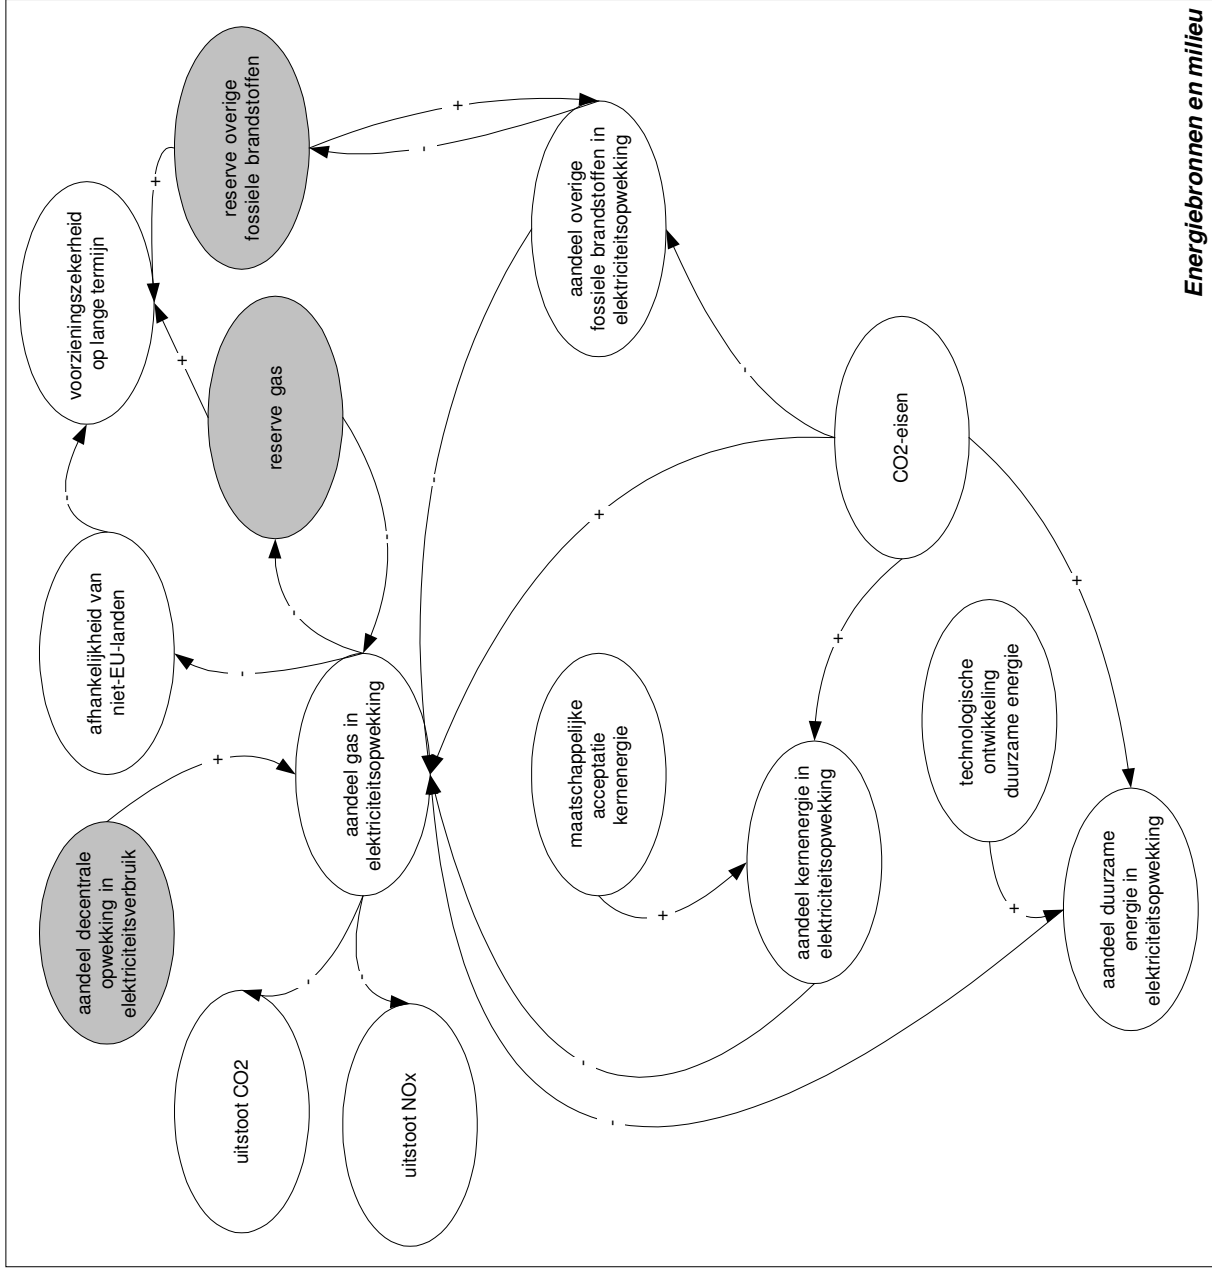 aandeel decentrale
opwekking in
elektriciteitsverbruik
afhankelijkheid van
niet-EU-landen
-
voorzieningszekerheid
op lange termijn
+
+
+
-
uitstoot CO2
reserve overige
fossiele brandstoffen
reserve gas
-
-
-
aandeel gas in
elektriciteitsopwekking
-
uitstoot NOx
-
-
+
-
+
-
maatschappelijke
acceptatie
kernenergie
aandeel overige
fossiele brandstoffen in
elektriciteitsopwekking
+
-
aandeel kernenergie in
elektriciteitsopwekking
+
CO2-eisen
technologische
ontwikkeling
duurzame energie
+
+
aandeel duurzame
energie in
elektriciteitsopwekking
Energiebronnen en milieu